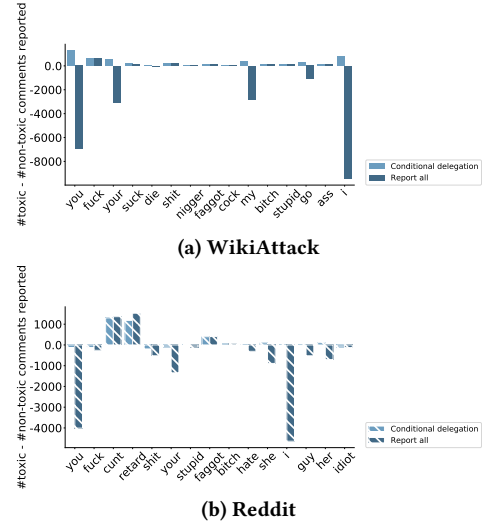 #toxic - #non-toxic comments reported
0.0
-2000
-4000
-6000
-8000
you fuck your suck die shit nigger faggot cock my bitch stupid go ass i
Conditional delegation
Report all
(a) WikiAttack
#toxic - #non-toxic comments reported
1000
0.0
-1000
-2000
-3000
-4000
you fuck cunt retard shit your stupid faggot bitch hate she i guy her idiot
Conditional delegation
Report all
(b) Reddit